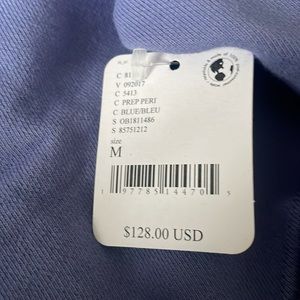 C 81
V 092017
C 5413
C PREP PERI
C BLUE/BLEU
S OB1811486
S 85751212
size
M
1 97785 14470 5
$128.00 USD